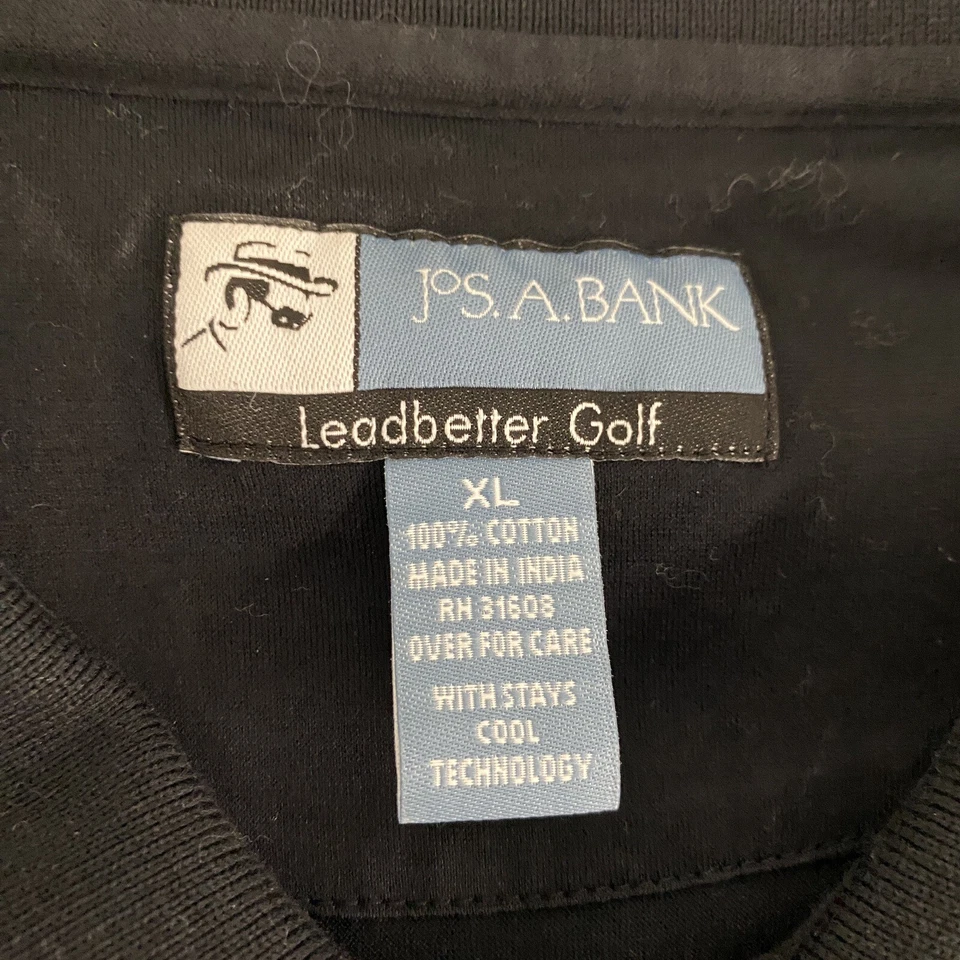 JOS. A. BANK
Leadbetter Golf
XL
100% COTTON
MADE IN INDIA
RH 31608
OVER FOR CARE
WITH STAYS
COOL
TECHNOLOGY